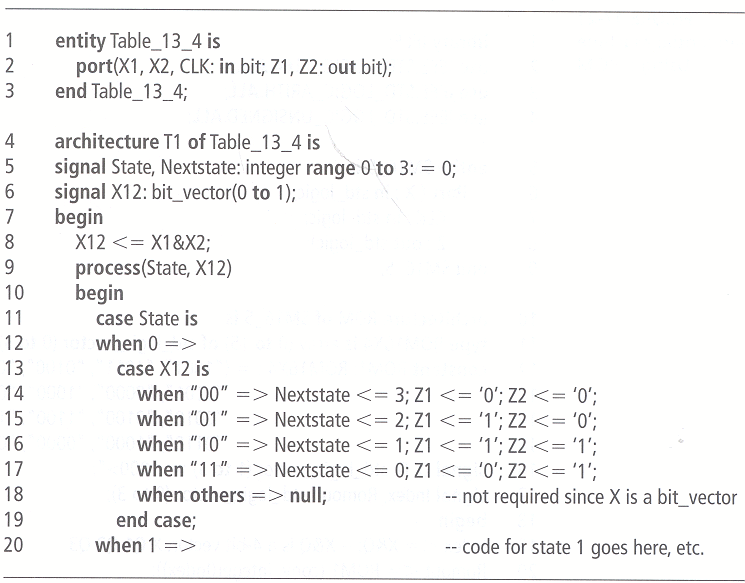 1 entity Table_13_4 is
2 port(X1, X2, CLK: in bit; Z1, Z2: out bit);
3 end Table_13_4;
4 architecture T1 of Table_13_4 is
5 signal State, Nextstate: integer range 0 to 3: = 0;
6 signal X12: bit_vector(0 to 1);
7 begin
8 X12 <= X1&X2;
9 process(State, X12)
10 begin
11 case State is
12 when 0 =>
13 case X12 is
14 when “00” => Nextstate <= 3; Z1 <= ‘0’; Z2 <= ‘0’;
15 when “01” => Nextstate <= 2; Z1 <= ‘1’; Z2 <= ‘0’;
16 when “10” => Nextstate <= 1; Z1 <= ‘1’; Z2 <= ‘1’;
17 when “11” => Nextstate <= 0; Z1 <= ‘0’; Z2 <= ‘1’;
18 when others => null; -- not required since X is a bit_vector
19 end case;
20 when 1 => -- code for state 1 goes here, etc.